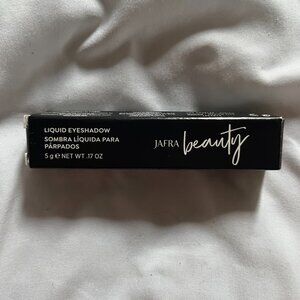 LIQUID EYESHADOW
SOMBRA LÍQUIDA PARA
PÁRPADOS
5 g ℮ NET WT .17 OZ
JAFRA beauty